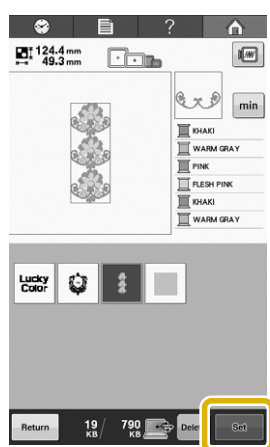 ?
124.4 mm
49.3 mm
min
KHAKI
WARM GRAY
PINK
FLESH PINK
KHAKI
WARM GRAY
Lucky
Color
Return
19 KB / 790 KB
Delet
Set